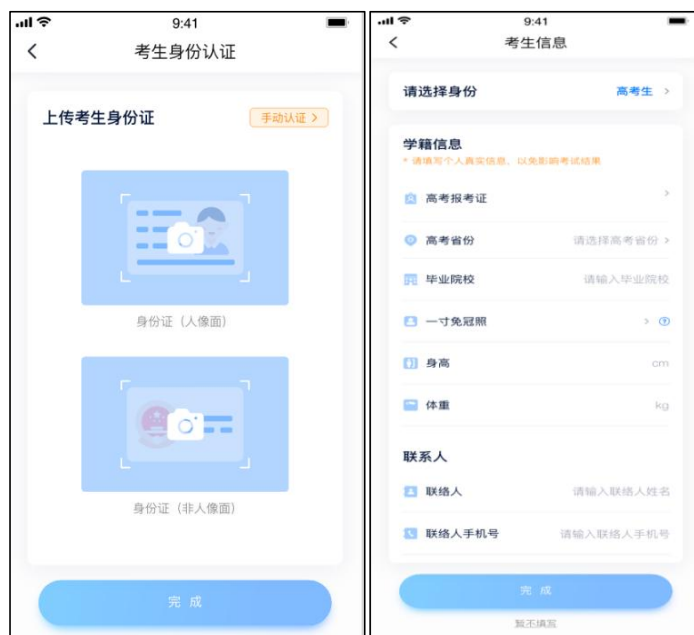 9:41
考生身份认证
上传考生身份证
手动认证 >
身份证（人像面）
身份证（非人像面）
完 成
9:41
考生信息
请选择身份 高考生 >
学籍信息
* 请填写个人真实信息，以免影响考试结果
高考报考证 >
高考省份 请选择高考省份 >
毕业院校 请输入毕业院校
一寸免冠照 >
身高 cm
体重 kg
联系人
联络人 请输入联络人姓名
联络人手机号 请输入联络人手机号
完 成
暂不填写